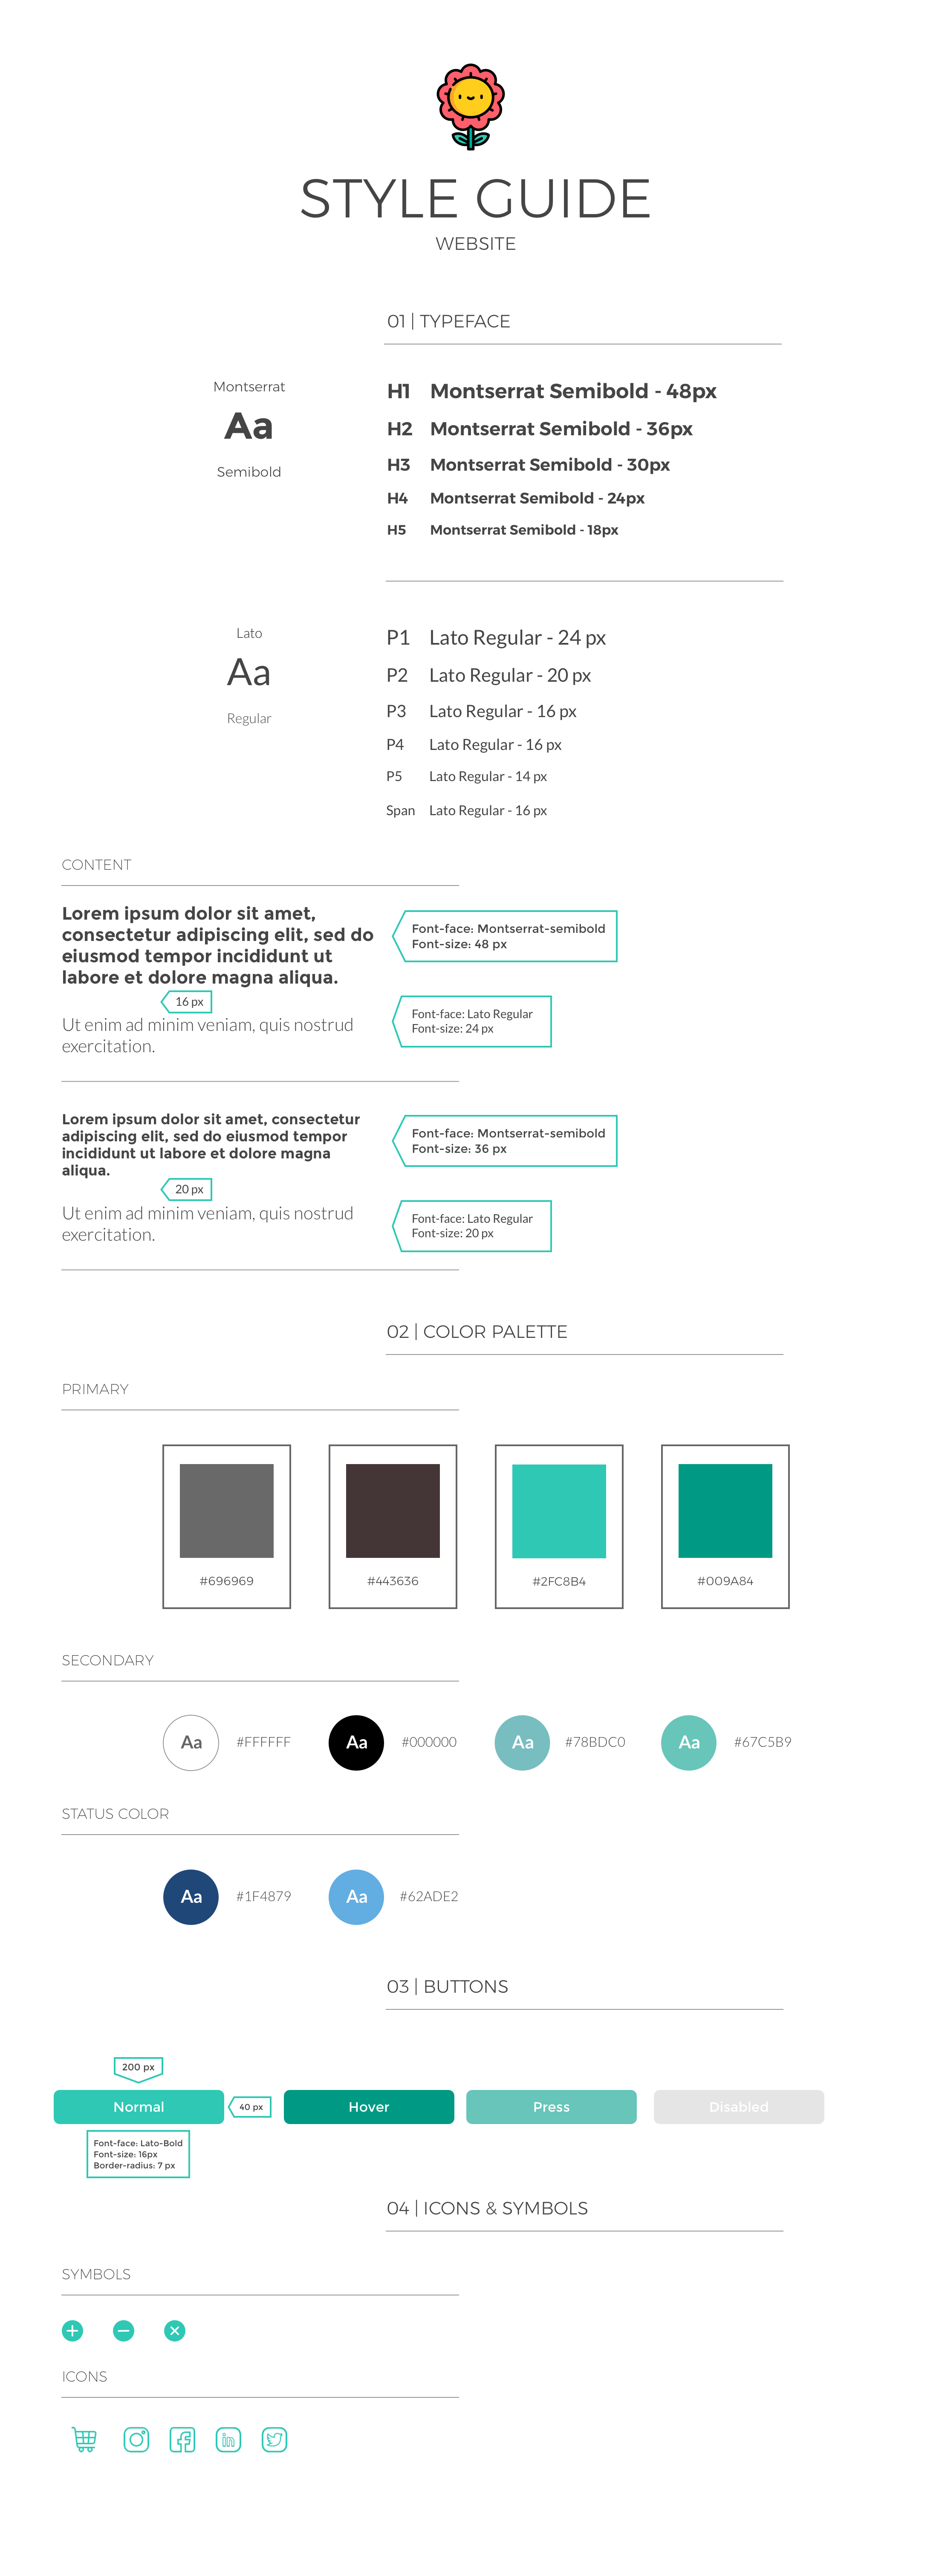 STYLE GUIDE
WEBSITE
01 | TYPEFACE
Montserrat
Aa
Semibold
H1 Montserrat Semibold - 48px
H2 Montserrat Semibold - 36px
H3 Montserrat Semibold - 30px
H4 Montserrat Semibold - 24px
H5 Montserrat Semibold - 18px
Lato
Aa
Regular
P1 Lato Regular - 24 px
P2 Lato Regular - 20 px
P3 Lato Regular - 16 px
P4 Lato Regular - 16 px
P5 Lato Regular - 14 px
Span Lato Regular - 16 px
CONTENT
Lorem ipsum dolor sit amet,
consectetur adipiscing elit, sed do
eiusmod tempor incididunt ut
labore et dolore magna aliqua.
Font-face: Montserrat-semibold
Font-size: 48 px
16 px
Ut enim ad minim veniam, quis nostrud
exercitation.
Font-face: Lato Regular
Font-size: 24 px
Lorem ipsum dolor sit amet, consectetur
adipiscing elit, sed do eiusmod tempor
incididunt ut labore et dolore magna
aliqua.
Font-face: Montserrat-semibold
Font-size: 36 px
20 px
Ut enim ad minim veniam, quis nostrud
exercitation.
Font-face: Lato Regular
Font-size: 20 px
02 | COLOR PALETTE
PRIMARY
#696969
#443636
#2FC8B4
#009A84
SECONDARY
Aa #FFFFFF
Aa #000000
Aa #78BDC0
Aa #67C5B9
STATUS COLOR
Aa #1F4879
Aa #62ADE2
03 | BUTTONS
200 px
Normal
40 px
Hover
Press
Disabled
Font-face: Lato-Bold
Font-size: 16px
Border-radius: 7 px
04 | ICONS & SYMBOLS
SYMBOLS
ICONS